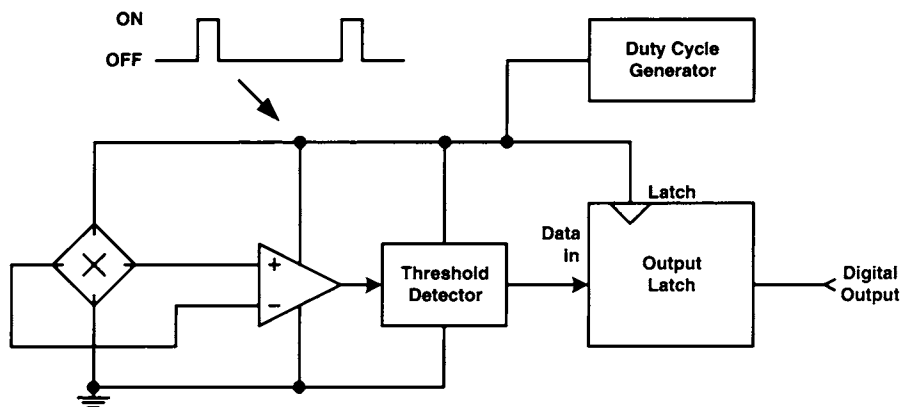 ON
OFF
Duty Cycle
Generator
Latch
Data
in
+
−
Threshold
Detector
Output
Latch
Digital
Output